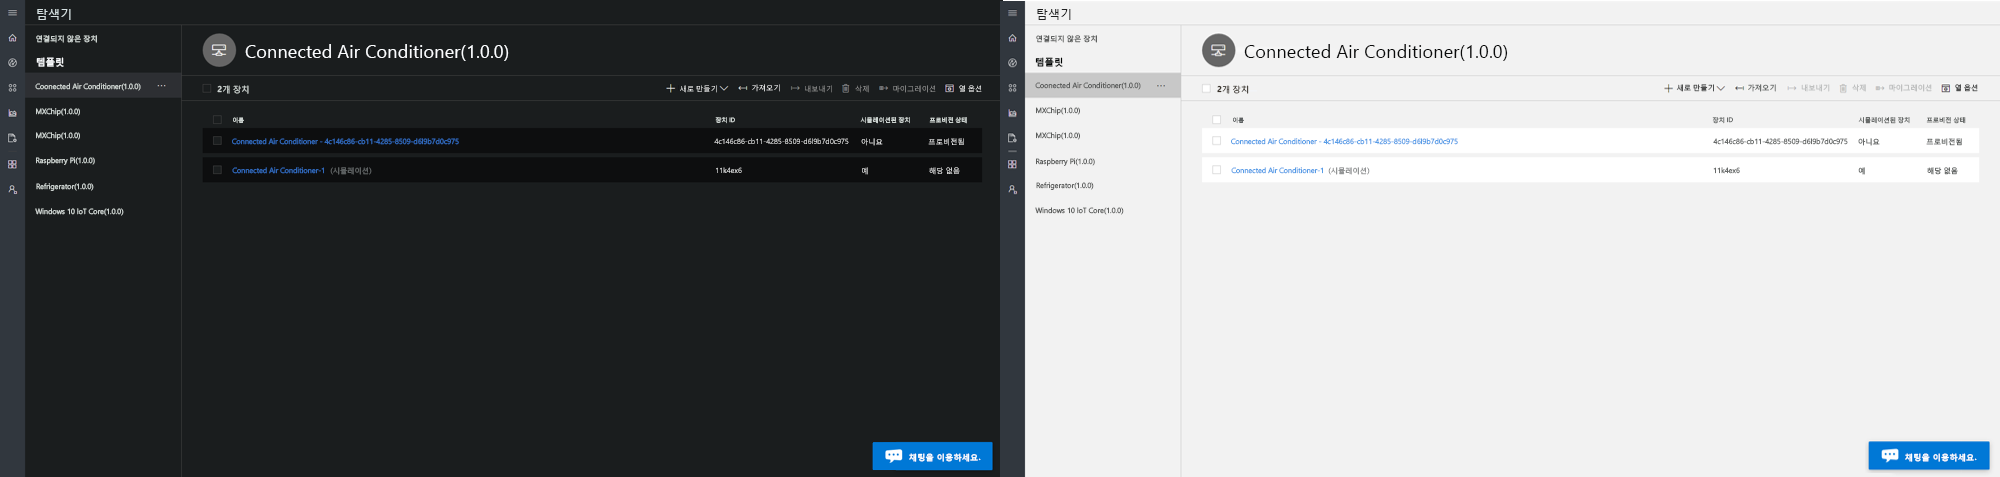 탐색기
연결되지 않은 장치
템플릿
Coonected Air Conditioner(1.0.0) ···
MXChip(1.0.0)
MXChip(1.0.0)
Raspberry Pi(1.0.0)
Refrigerator(1.0.0)
Windows 10 IoT Core(1.0.0)
Connected Air Conditioner(1.0.0)
2개 장치 새로 만들기 가져오기 내보내기 삭제 마이그레이션 열 옵션
이름 장치 ID 시뮬레이션된 장치 프로비전 상태
Connected Air Conditioner - 4c146c86-cb11-4285-8509-d6l9b7d0c975 4c146c86-cb11-4285-8509-d6l9b7d0c975 아니요 프로비전됨
Connected Air Conditioner-1 (시뮬레이션) 11k4ex6 예 해당 없음
채팅을 이용하세요.
탐색기
연결되지 않은 장치
템플릿
Coonected Air Conditioner(1.0.0) ···
MXChip(1.0.0)
MXChip(1.0.0)
Raspberry Pi(1.0.0)
Refrigerator(1.0.0)
Windows 10 IoT Core(1.0.0)
Connected Air Conditioner(1.0.0)
2개 장치 새로 만들기 가져오기 내보내기 삭제 마이그레이션 열 옵션
이름 장치 ID 시뮬레이션된 장치 프로비전 상태
Connected Air Conditioner - 4c146c86-cb11-4285-8509-d6l9b7d0c975 4c146c86-cb11-4285-8509-d6l9b7d0c975 아니요 프로비전됨
Connected Air Conditioner-1 (시뮬레이션) 11k4ex6 예 해당 없음
채팅을 이용하세요.